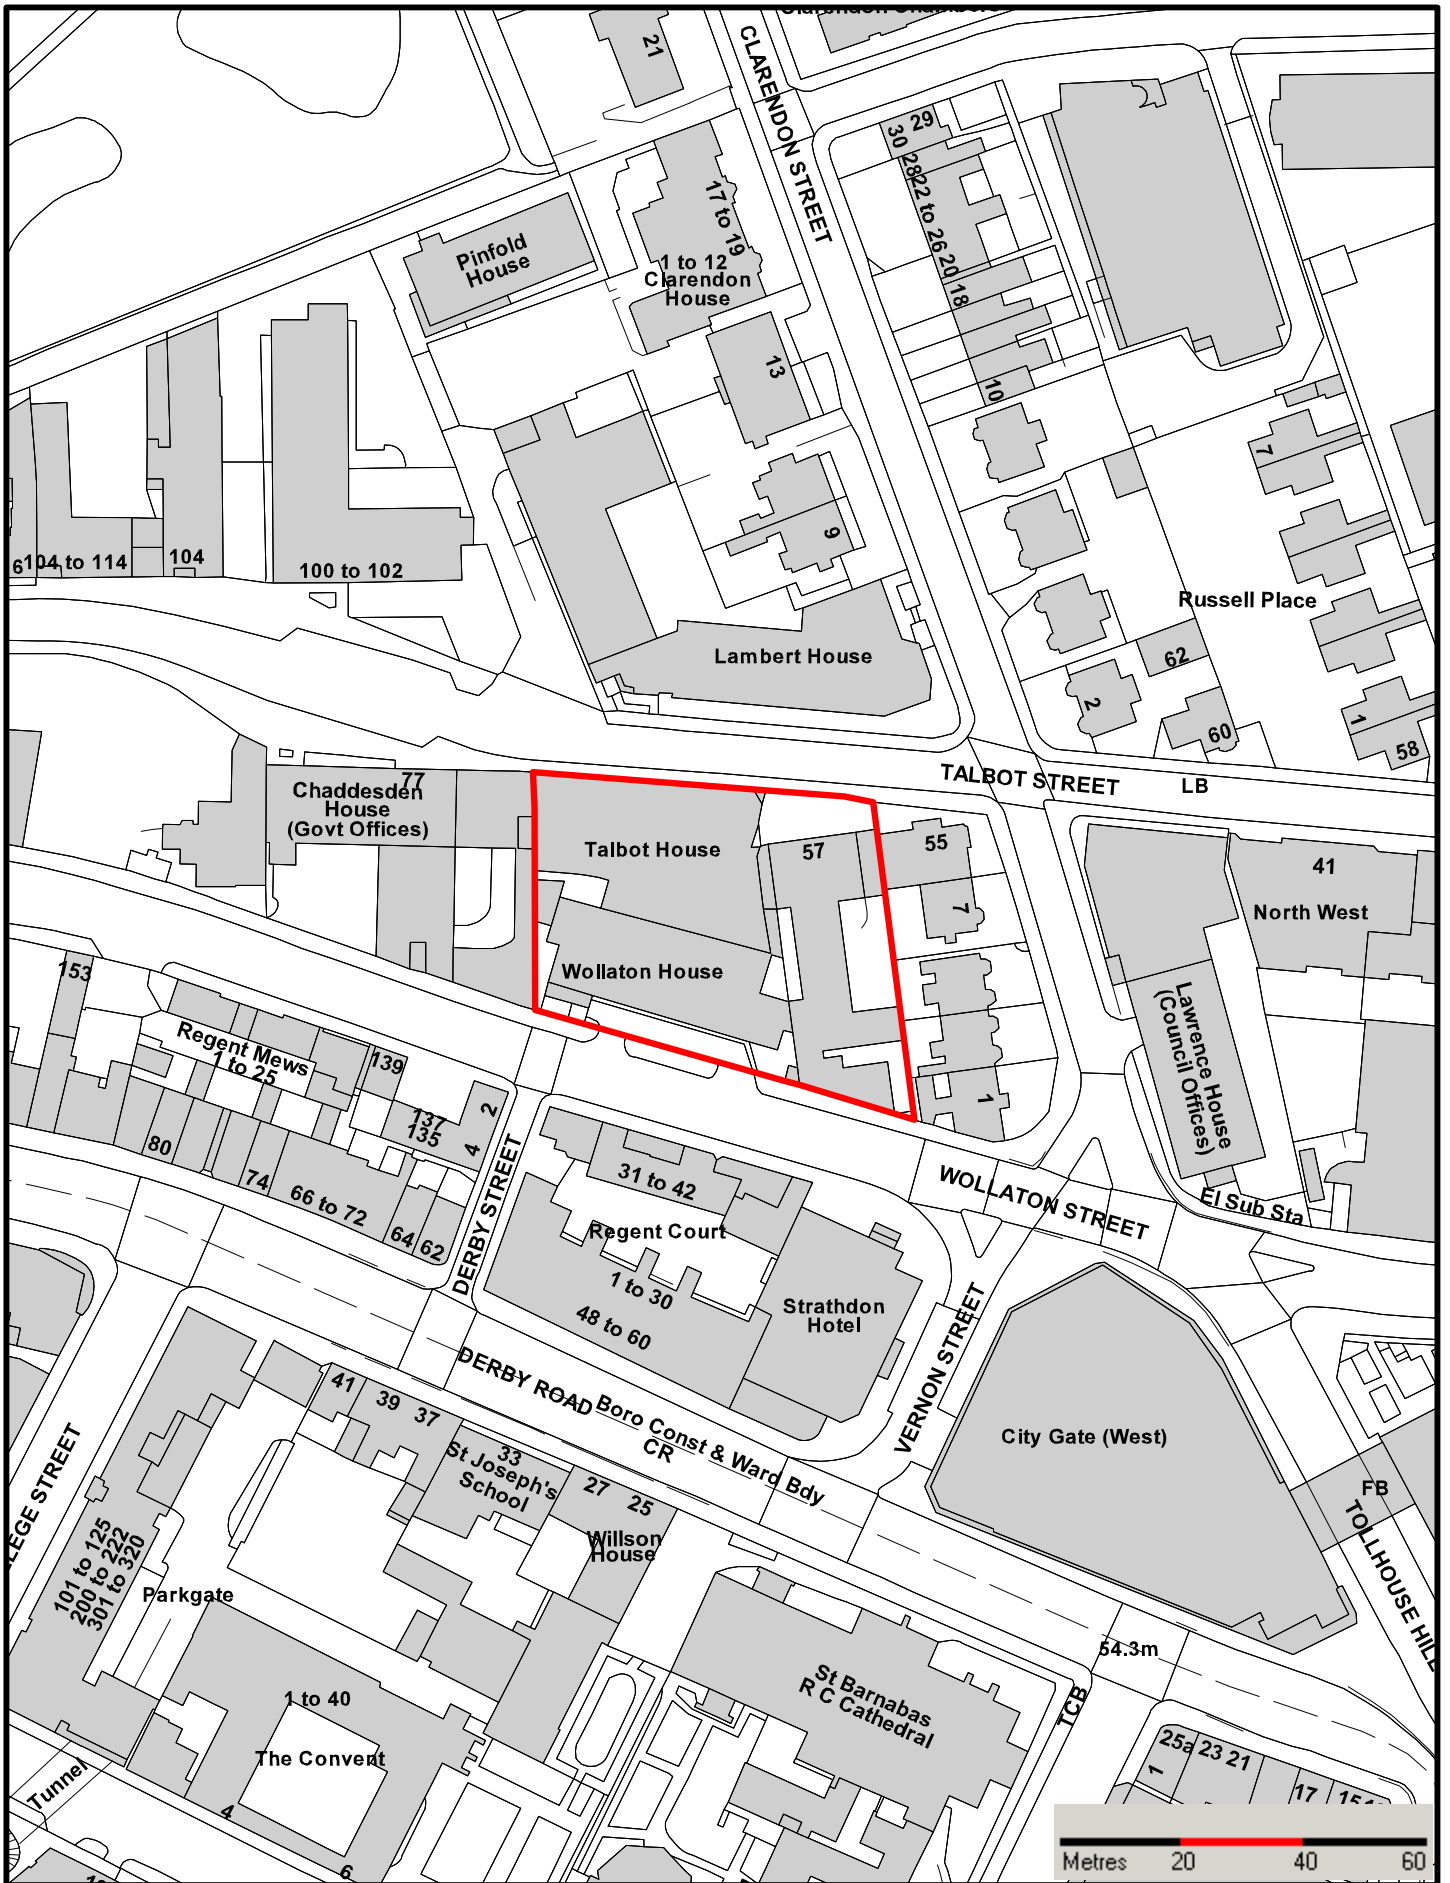 21
CLARENDON STREET
29
30
28
22 to 26
20
18
10
17 to 19
Pinfold
House
1 to 12
Clarendon
House
13
9
7
6
104 to 114
104
100 to 102
Russell Place
Lambert House
62
2
60
1
58
TALBOT STREET
LB
77
Chaddesden
House
(Govt Offices)
Talbot House
57
55
7
41
North West
Wollaton House
Lawrence House
(Council Offices)
153
Regent Mews
1 to 25
139
137
135
2
4
1
80
74
66 to 72
64
62
DERBY STREET
31 to 42
Regent Court
1 to 30
48 to 60
Strathdon
Hotel
WOLLATON STREET
El Sub Sta
VERNON STREET
City Gate (West)
DERBY ROAD
Boro Const & Ward Bdy
CR
41
39
37
33
St Joseph's
School
27
25
Willson
House
LEGE STREET
101 to 125
200 to 222
301 to 320
Parkgate
FB
TOLLHOUSE HILL
54.3m
St Barnabas
R C Cathedral
TCB
1 to 40
The Convent
Tunnel
4
6
25a
23
21
1
17
Metres
20
40
60